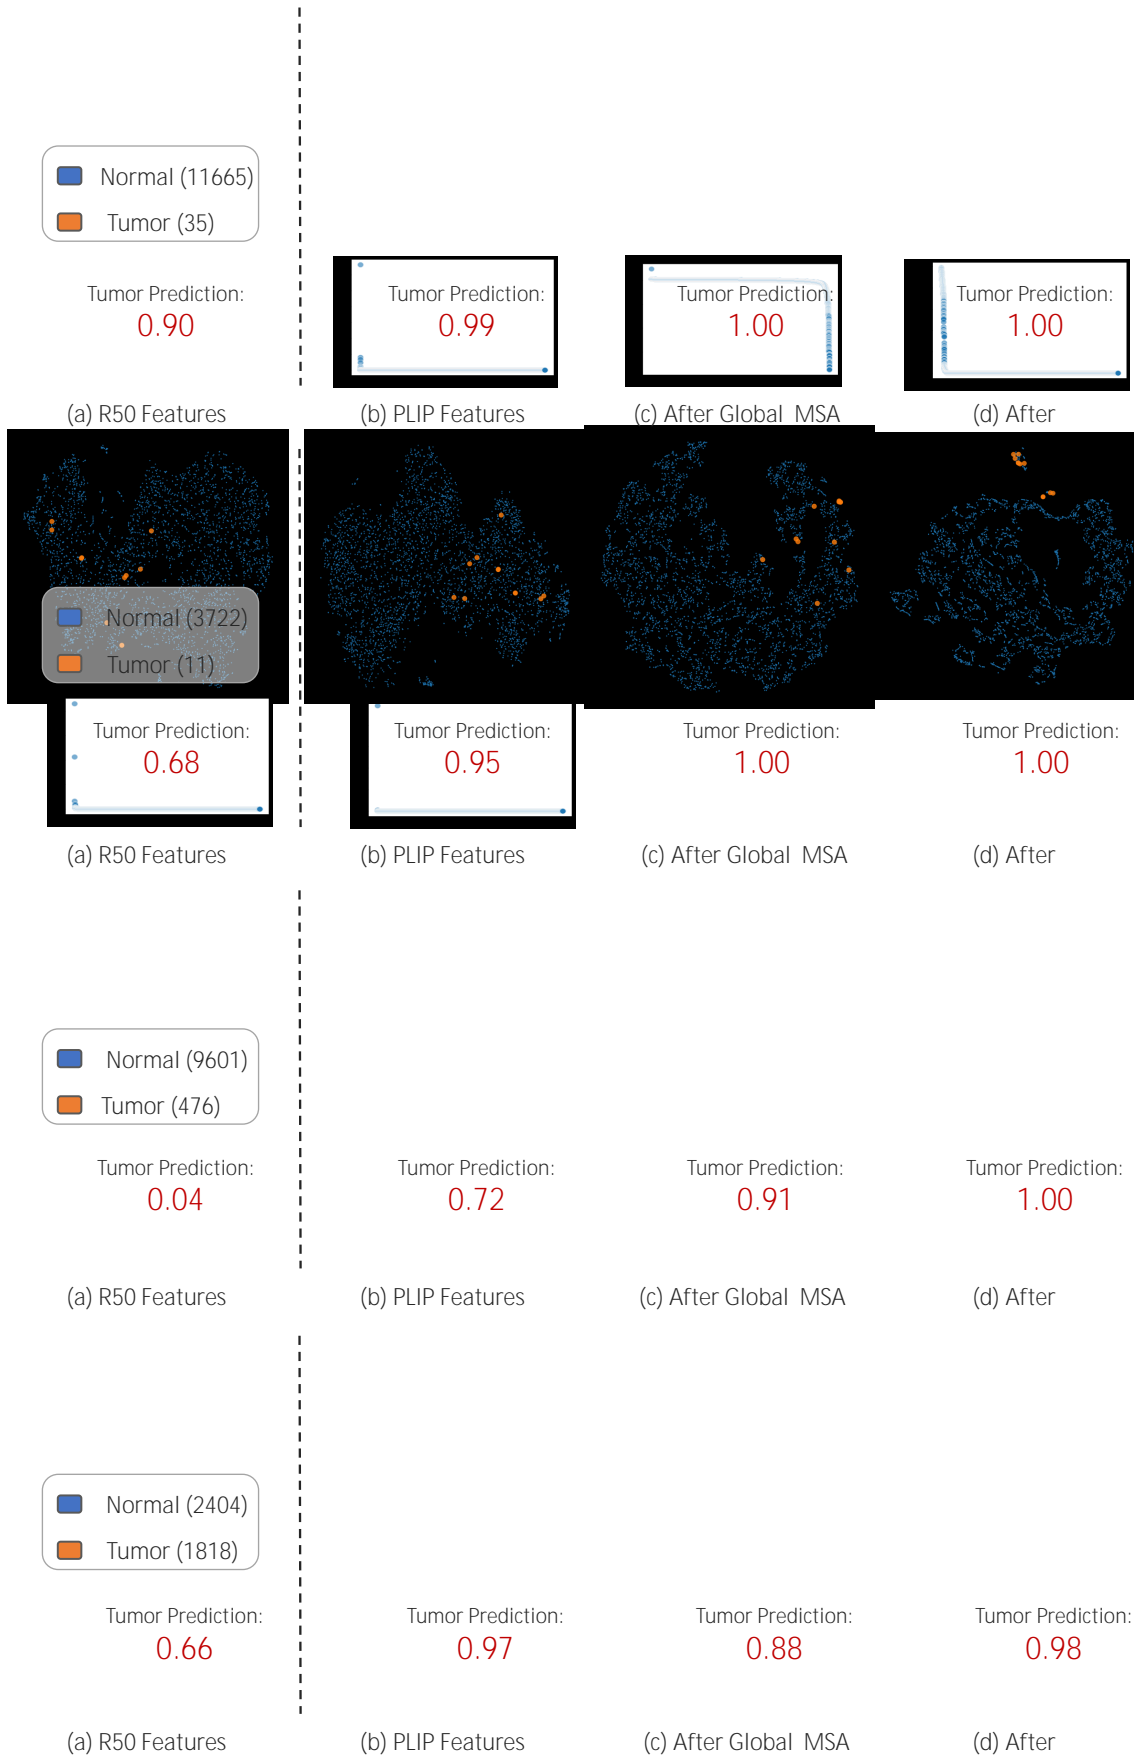 Normal (11665)
Tumor (35)
Tumor Prediction: Tumor Prediction: Tumor Prediction: Tumor Prediction:
0.90 0.99 1.00 1.00
(a) R50 Features (b) PLIP Features (c) After Global MSA (d) After
Normal (3722)
Tumor (11)
Tumor Prediction: Tumor Prediction: Tumor Prediction: Tumor Prediction:
0.68 0.95 1.00 1.00
(a) R50 Features (b) PLIP Features (c) After Global MSA (d) After
Normal (9601)
Tumor (476)
Tumor Prediction: Tumor Prediction: Tumor Prediction: Tumor Prediction:
0.04 0.72 0.91 1.00
(a) R50 Features (b) PLIP Features (c) After Global MSA (d) After
Normal (2404)
Tumor (1818)
Tumor Prediction: Tumor Prediction: Tumor Prediction: Tumor Prediction:
0.66 0.97 0.88 0.98
(a) R50 Features (b) PLIP Features (c) After Global MSA (d) After